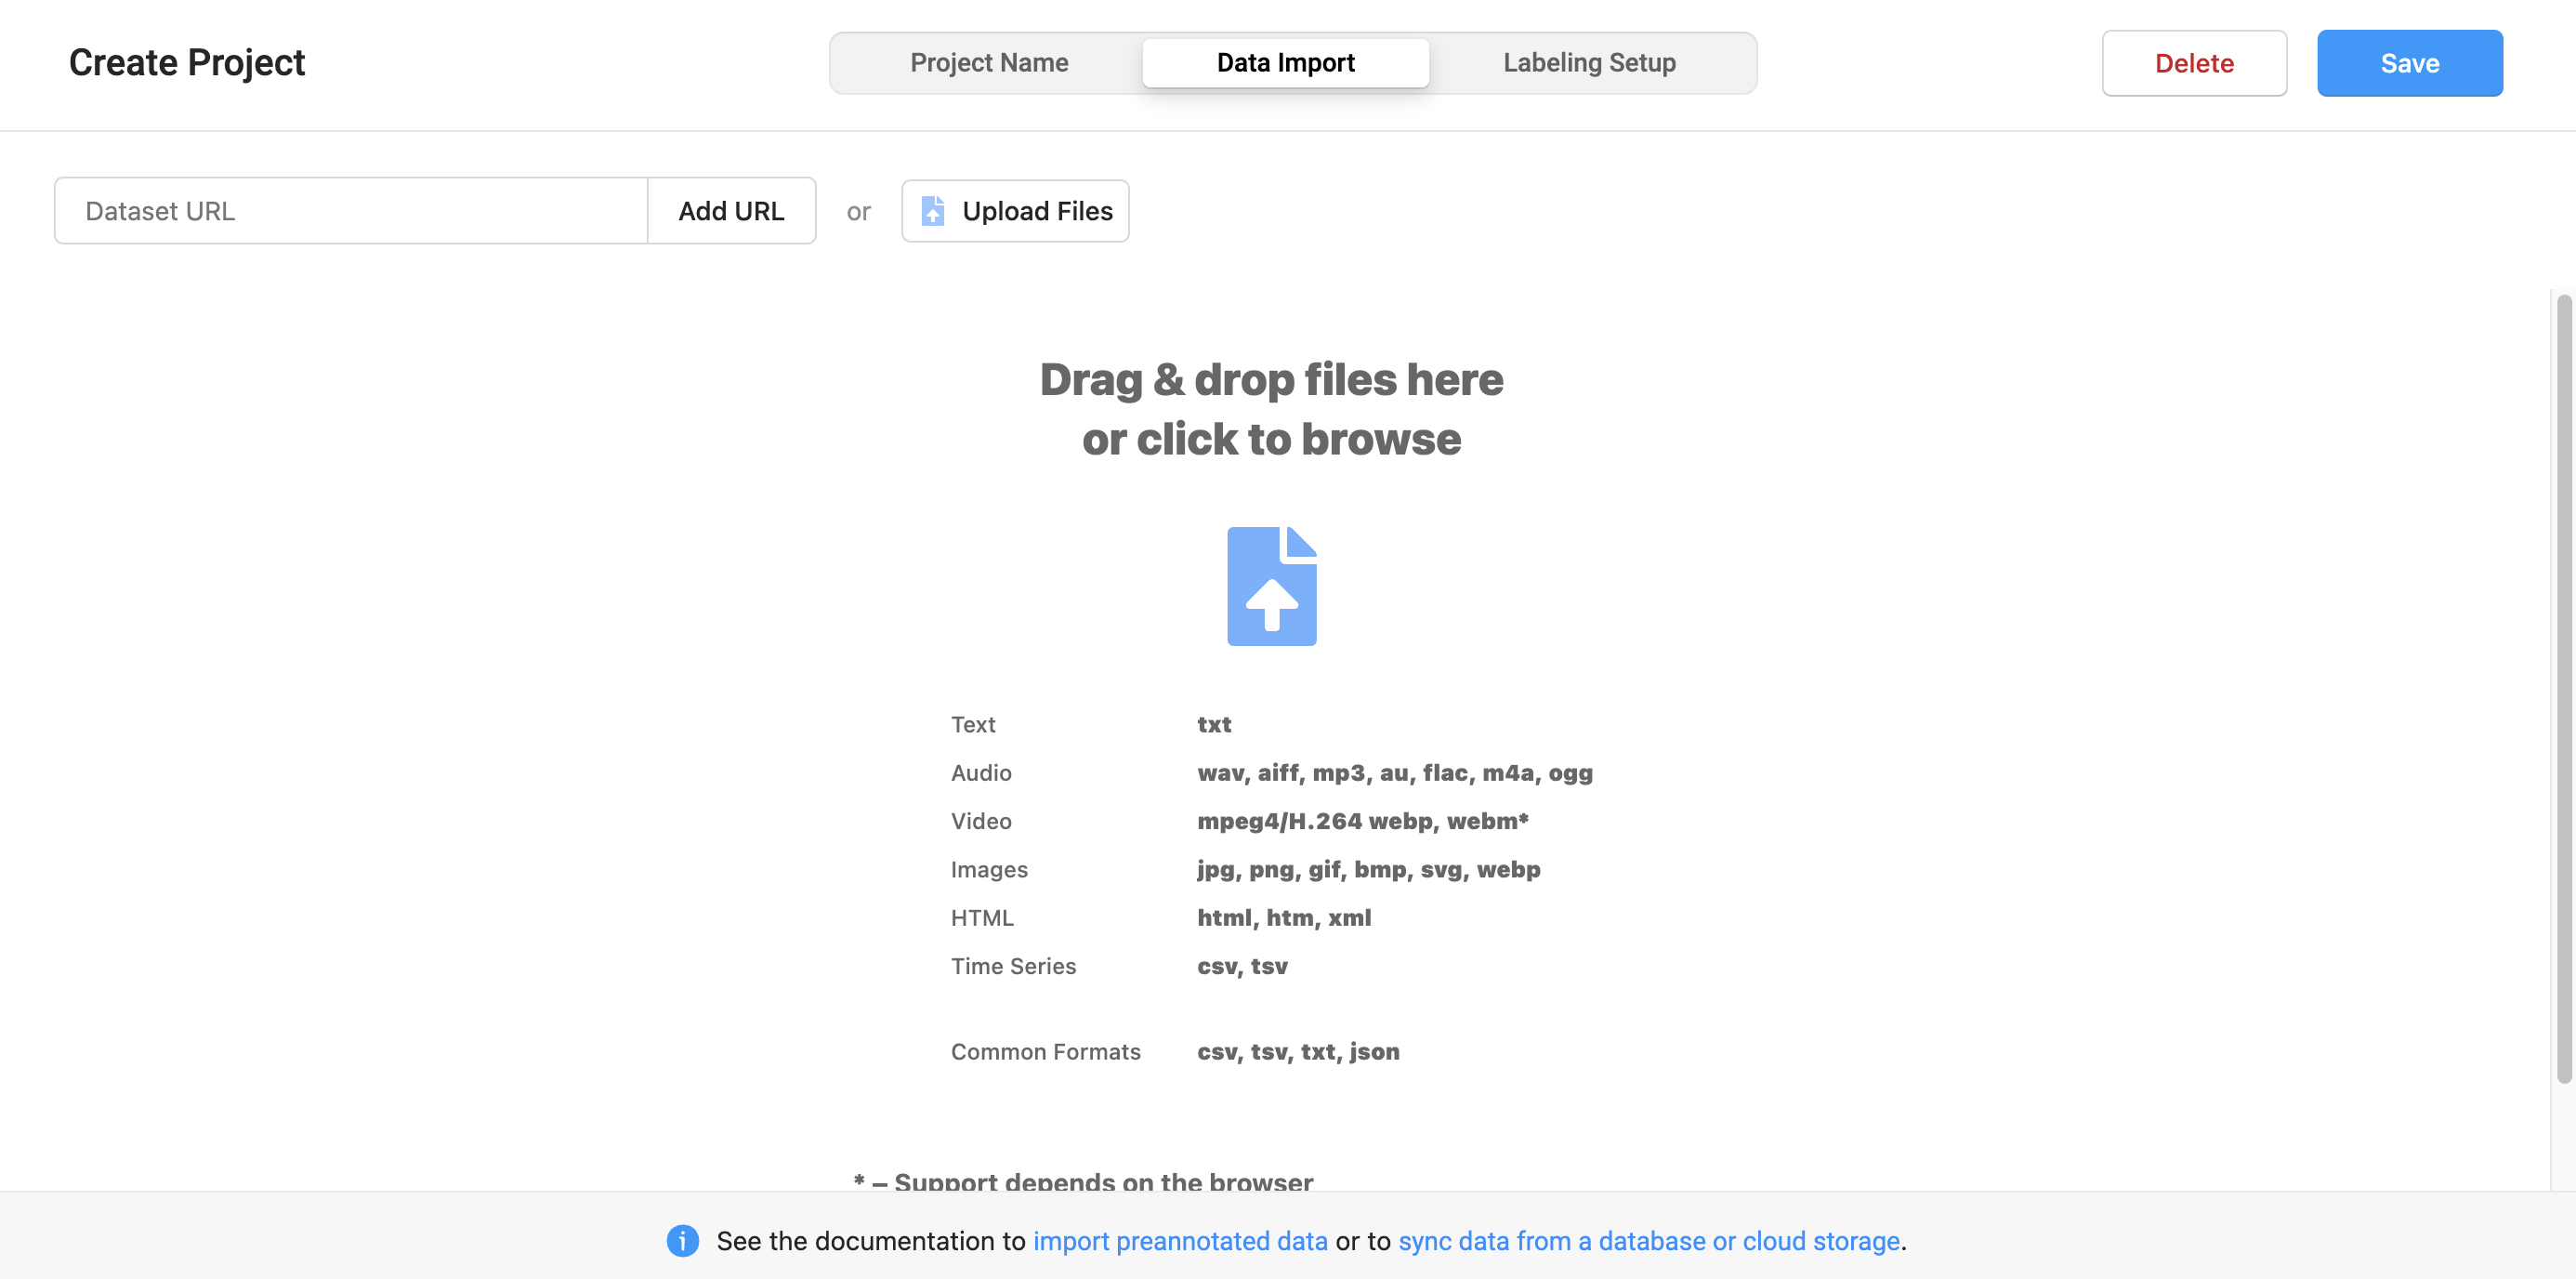 Create Project
Project Name
Data Import
Labeling Setup
Delete
Save
Dataset URL
Add URL
or
Upload Files
Drag & drop files here
or click to browse
Text txt
Audio wav, aiff, mp3, au, flac, m4a, ogg
Video mpeg4/H.264 webp, webm*
Images jpg, png, gif, bmp, svg, webp
HTML html, htm, xml
Time Series csv, tsv
Common Formats csv, tsv, txt, json
* – Support depends on the browser
See the documentation to import preannotated data or to sync data from a database or cloud storage.